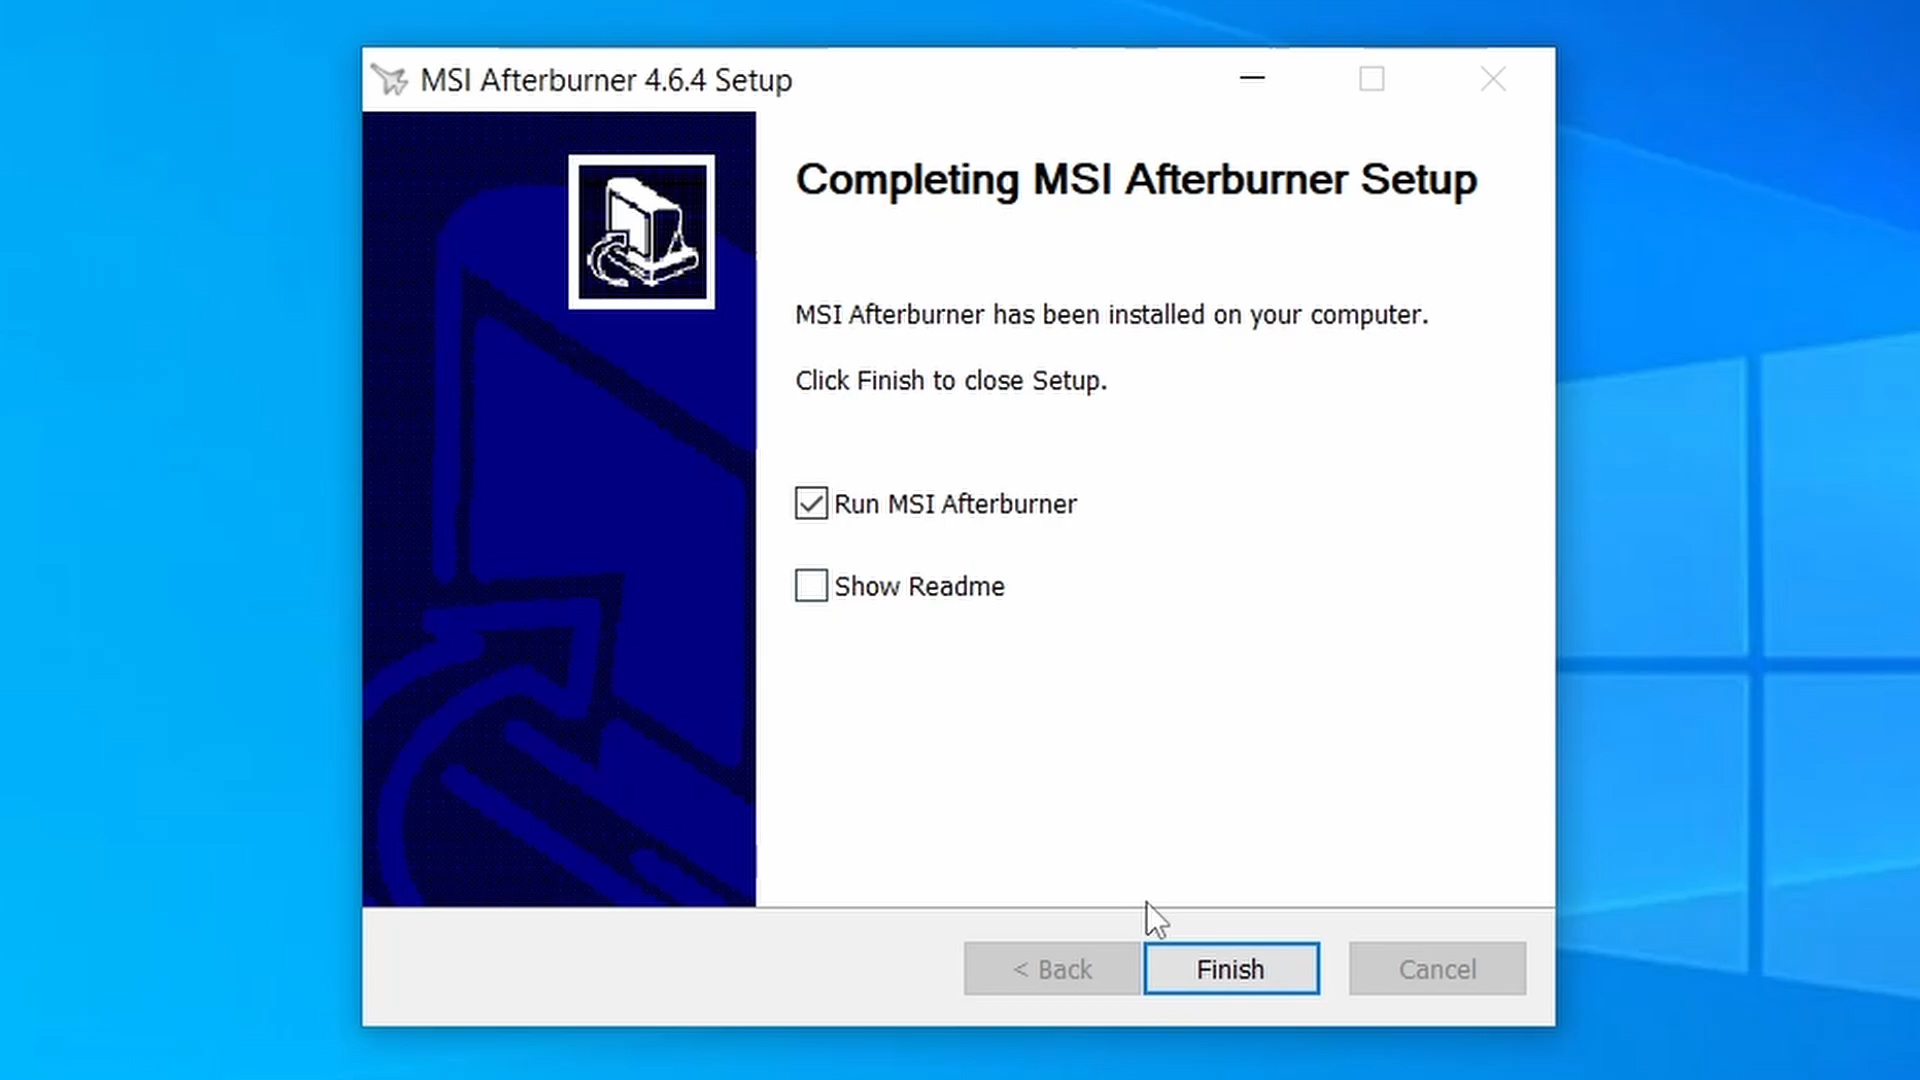 MSI Afterburner 4.6.4 Setup
Completing MSI Afterburner Setup
MSI Afterburner has been installed on your computer.
Click Finish to close Setup.
Run MSI Afterburner
Show Readme
< Back
Finish
Cancel